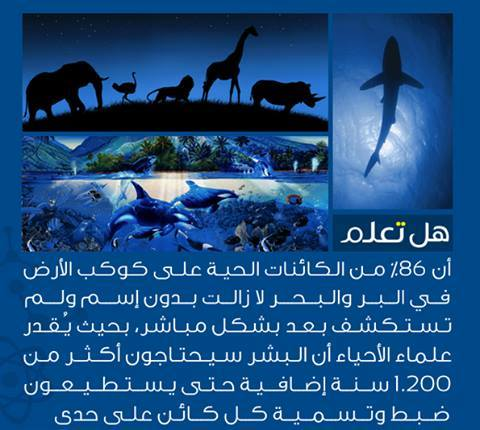 هل تعلم
أن 86٪ من الكائنات الحية على كوكب الأرض
في البر والبحر لا زالت بدون إسم ولم
تستكشف بعد بشكل مباشر، بحيث يُقدر
علماء الأحياء أن البشر سيحتاجون أكثر من
1.200 سنة إضافية حتى يستطيعون
ضبط وتسمية كل كائن على حدى